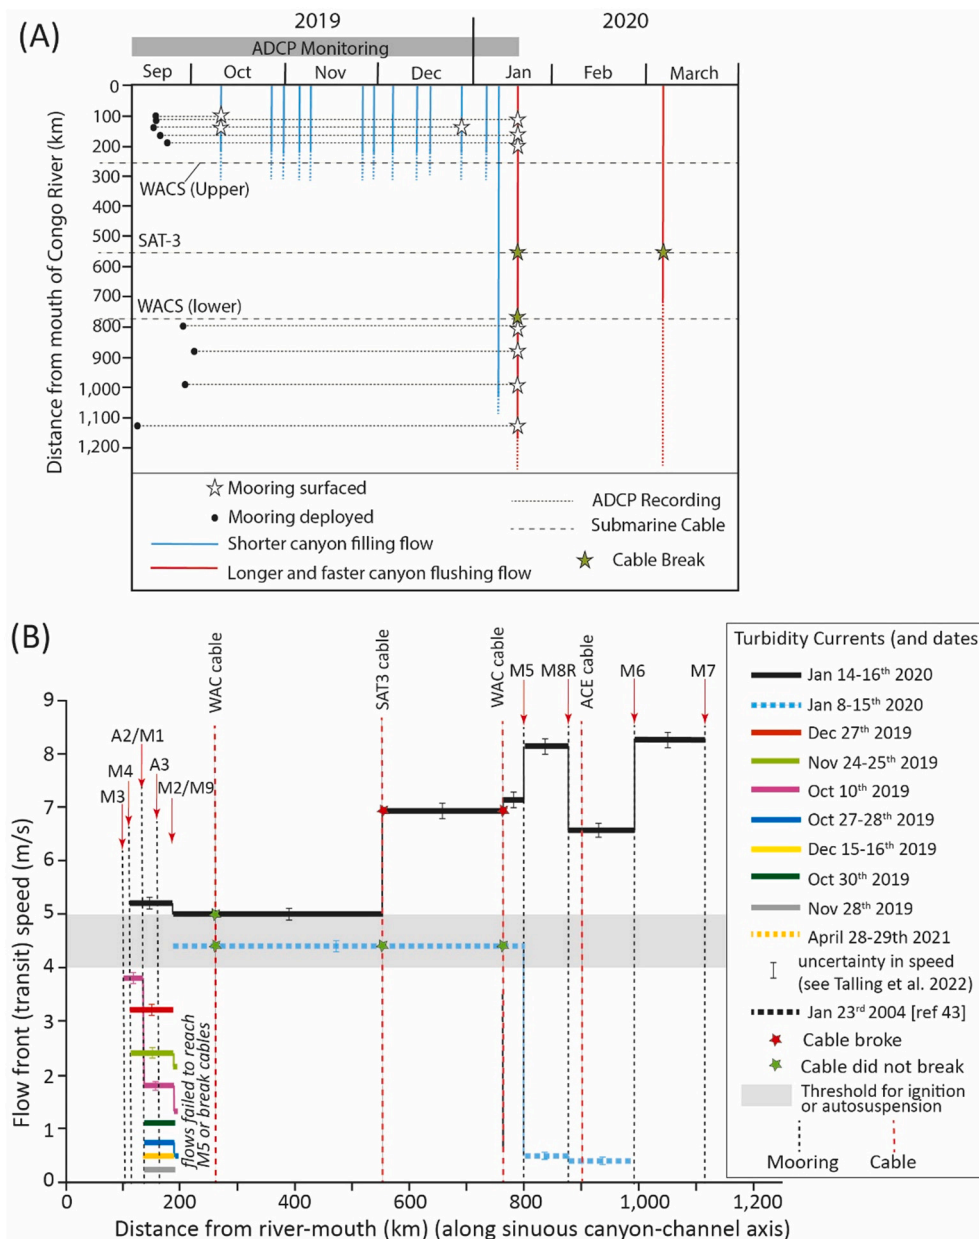 (A)
2019
2020
ADCP Monitoring
Sep
Oct
Nov
Dec
Jan
Feb
March
Distance from mouth of Congo River (km)
0
100
200
300
400
500
600
700
800
900
1,000
1,100
1,200
WACS (Upper)
SAT-3
WACS (lower)
Mooring surfaced
Mooring deployed
Shorter canyon filling flow
Longer and faster canyon flushing flow
ADCP Recording
Submarine Cable
Cable Break
(B)
Flow front (transit) speed (m/s)
9
8
7
6
5
4
3
2
1
0
M3
M4
A2/M1
A3
M2/M9
WAC cable
SAT3 cable
WAC cable
M5
M8R
ACE cable
M6
M7
flows failed to reach
M5 or break cables
0
200
400
600
800
1,000
1,200
Distance from river-mouth (km) (along sinuous canyon-channel axis)
Turbidity Currents (and dates)
Jan 14-16th 2020
Jan 8-15th 2020
Dec 27th 2019
Nov 24-25th 2019
Oct 10th 2019
Oct 27-28th 2019
Dec 15-16th 2019
Oct 30th 2019
Nov 28th 2019
April 28-29th 2021
uncertainty in speed
(see Talling et al. 2022)
Jan 23rd 2004 [ref 43]
Cable broke
Cable did not break
Threshold for ignition
or autosuspension
Mooring
Cable